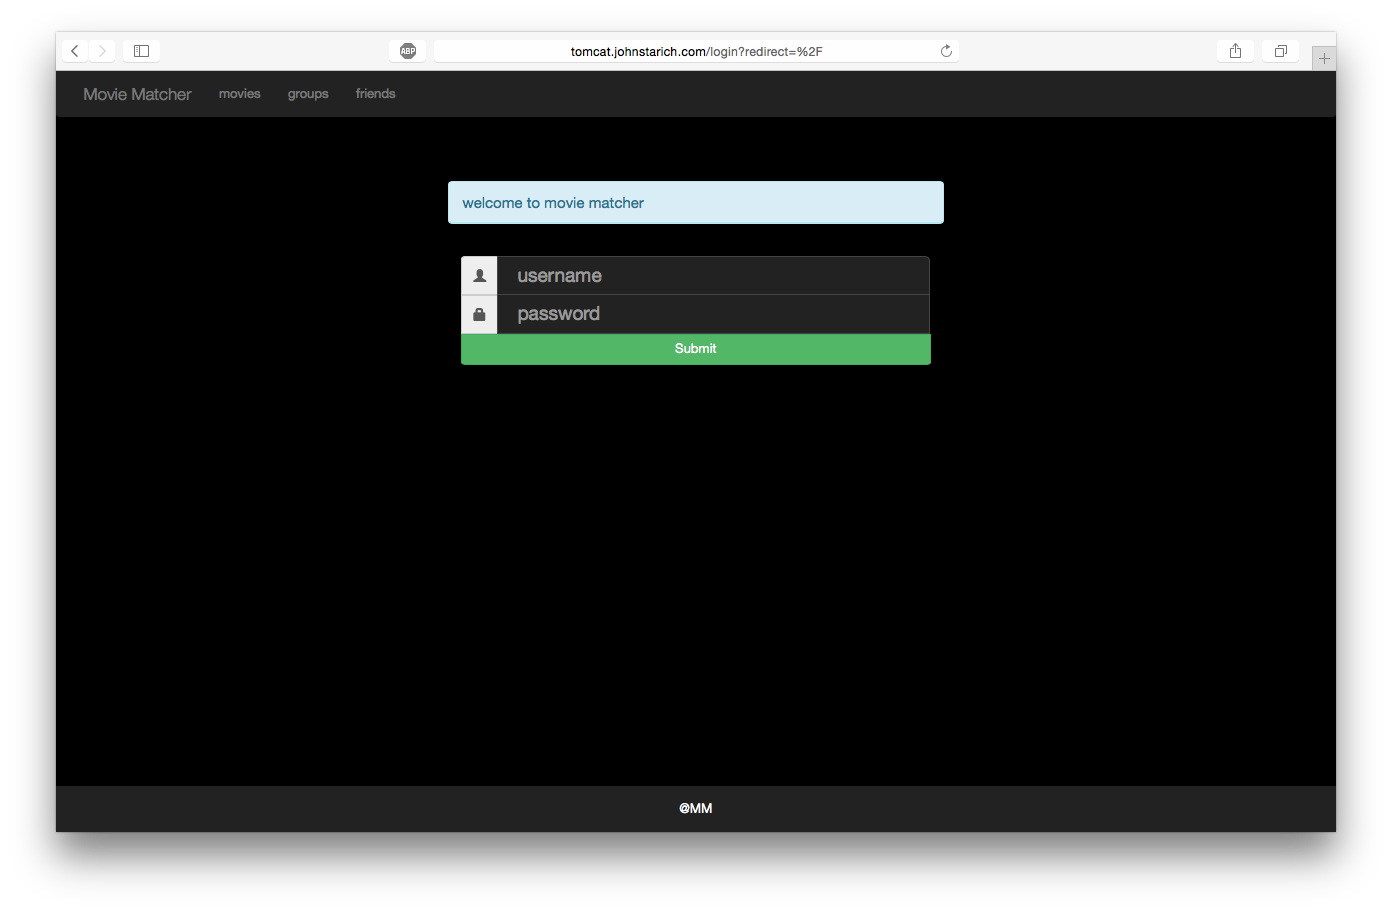 ABP
tomcat.johnstarich.com/login?redirect=%2F
Movie Matcher movies groups friends
welcome to movie matcher
username
password
Submit
@MM